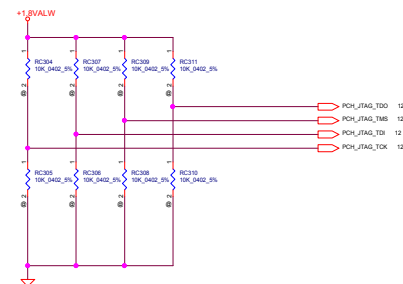 +1.8VALW
1 1 1 1
RC304 RC307 RC309 RC311
10K_0402_5% 10K_0402_5% 10K_0402_5% 10K_0402_5%
@ 2 @ 2 @ 2 @ 2
PCH_JTAG_TDO 12
PCH_JTAG_TMS 12
PCH_JTAG_TDI 12
PCH_JTAG_TCK 12
1 1 1 1
RC305 RC306 RC308 RC310
10K_0402_5% 10K_0402_5% 10K_0402_5% 10K_0402_5%
@ 2 @ 2 @ 2 @ 2